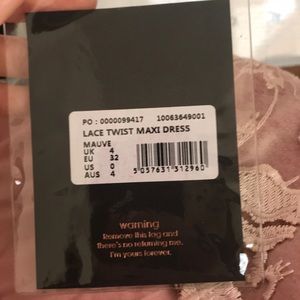 PO : 0000099417 10063649001
LACE TWIST MAXI DRESS
MAUVE
UK 4
EU 32
US 0
AUS 4
5 057631 312960
warning
Remove this tag and
there's no returning me.
I'm yours forever.